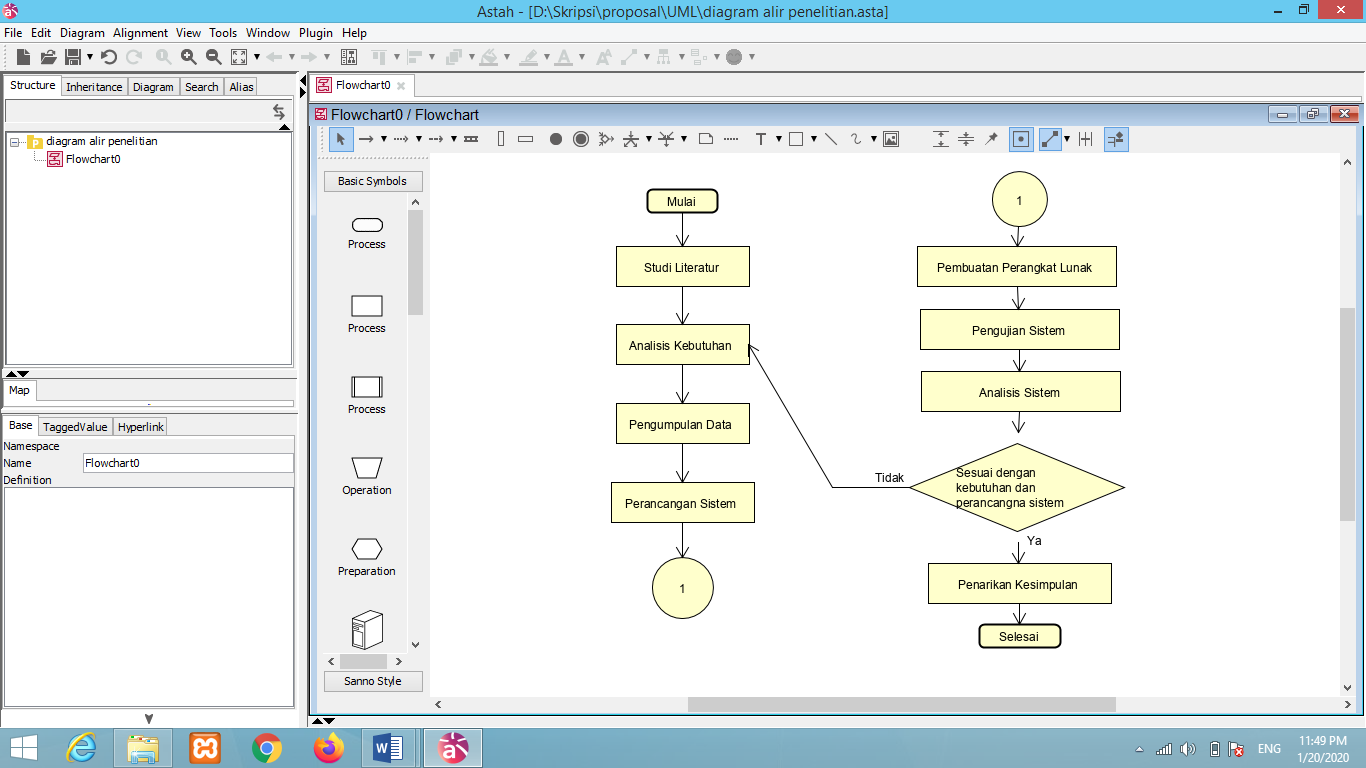 Astah - [D:\Skripsi\proposal\UML\diagram alir penelitian.asta]
File Edit Diagram Alignment View Tools Window Plugin Help
Structure Inheritance Diagram Search Alias
diagram alir penelitian
Flowchart0
Map
Base TaggedValue Hyperlink
Namespace
Name Flowchart0
Definition
Flowchart0
Flowchart0 / Flowchart
T
Basic Symbols
Process
Process
Process
Operation
Preparation
Sanno Style
Mulai
Studi Literatur
Analisis Kebutuhan
Pengumpulan Data
Perancangan Sistem
1
1
Pembuatan Perangkat Lunak
Pengujian Sistem
Analisis Sistem
Sesuai dengan
kebutuhan dan
perancangna sistem
Tidak
Ya
Penarikan Kesimpulan
Selesai
ENG
11:49 PM
1/20/2020